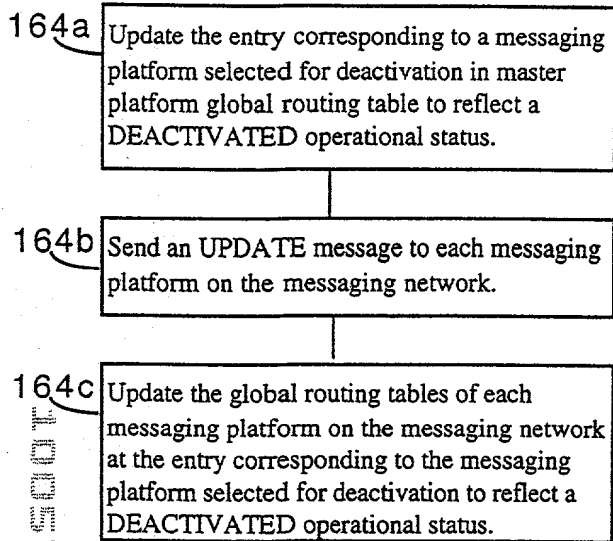 164a
Update the entry corresponding to a messaging
platform selected for deactivation in master
platform global routing table to reflect a
DEACTIVATED operational status.
164b
Send an UPDATE message to each messaging
platform on the messaging network.
164c
Update the global routing tables of each
messaging platform on the messaging network
at the entry corresponding to the messaging
platform selected for deactivation to reflect a
DEACTIVATED operational status.